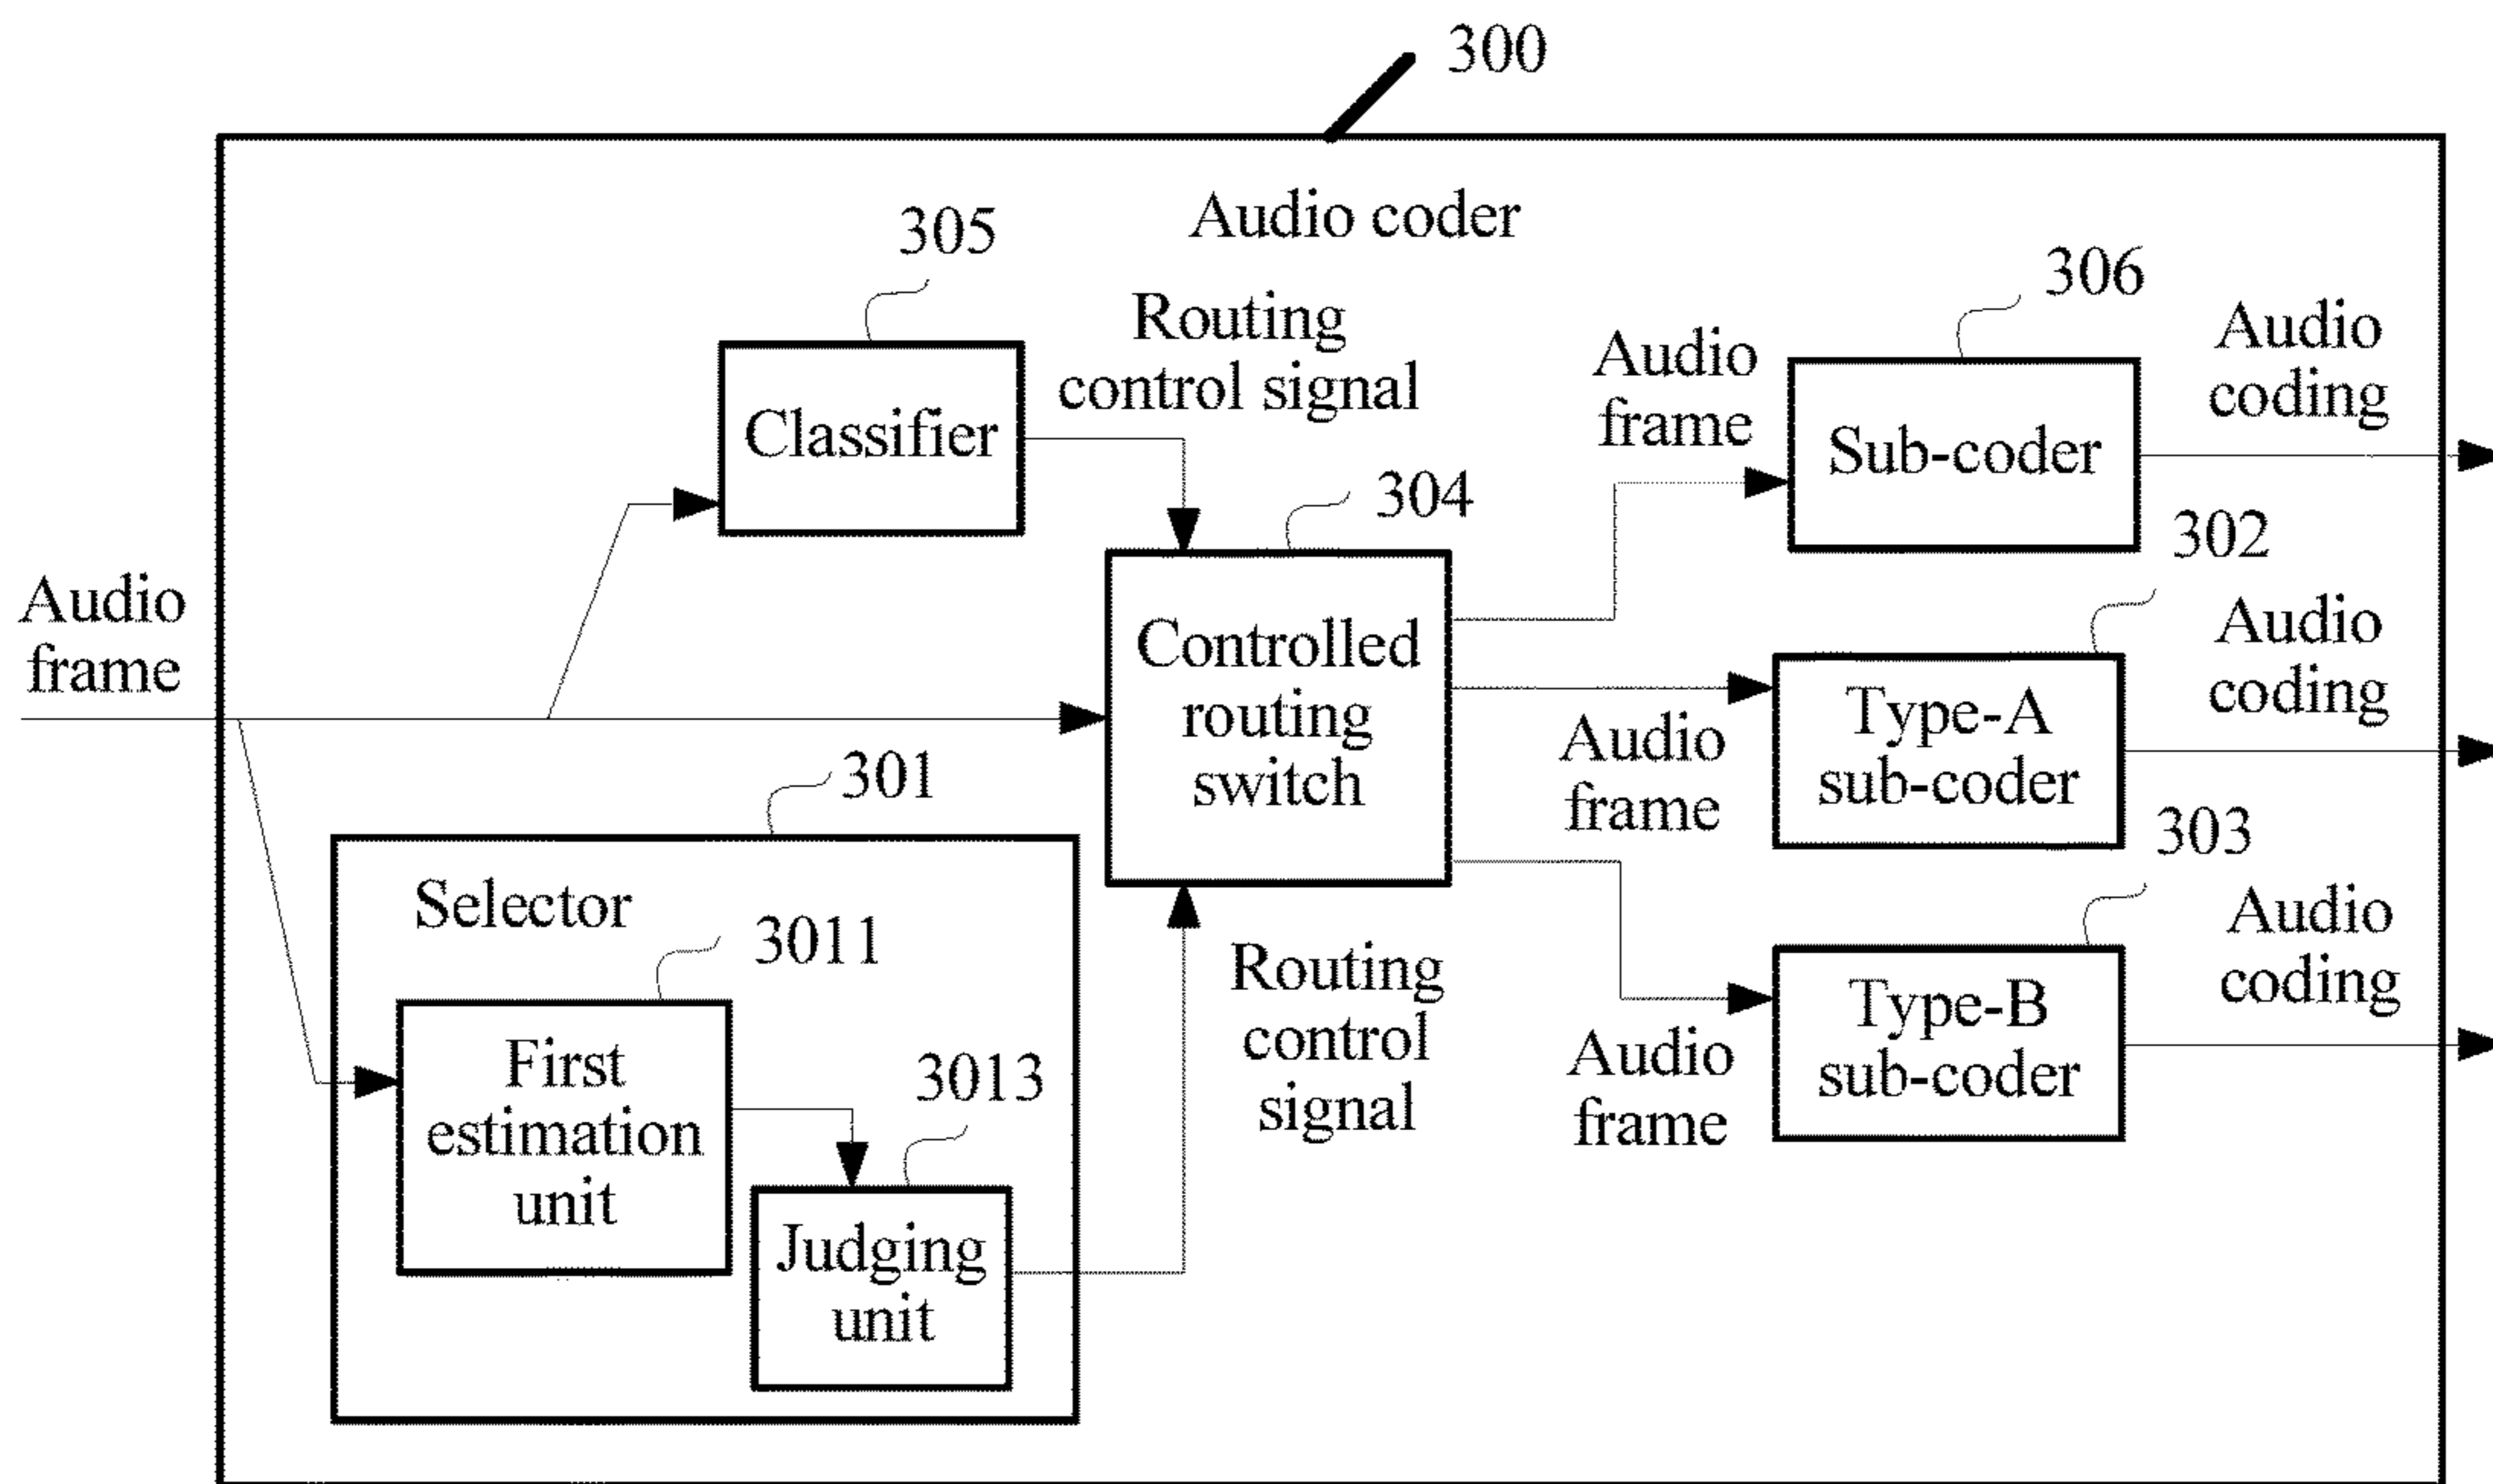 300
Audio coder
305
Routing
control signal
Classifier
306
Audio
frame
Sub-coder
Audio
coding
304
Controlled
routing
switch
302
Audio
frame
Type-A
sub-coder
Audio
coding
Audio
frame
301
Selector
3011
First
estimation
unit
3013
Judging
unit
Routing
control
signal
303
Audio
frame
Type-B
sub-coder
Audio
coding